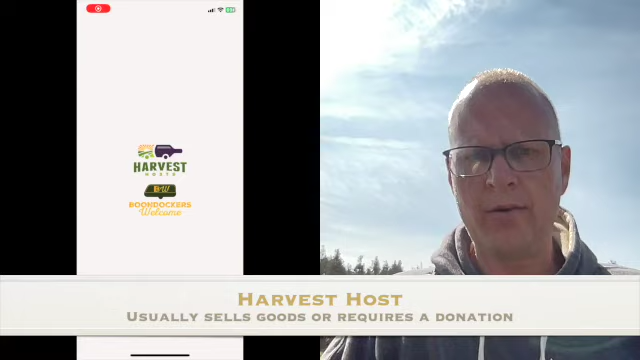 HARVEST
HOSTS
B-W
BOONDOCKERS
Welcome
HARVEST HOST
USUALLY SELLS GOODS OR REQUIRES A DONATION